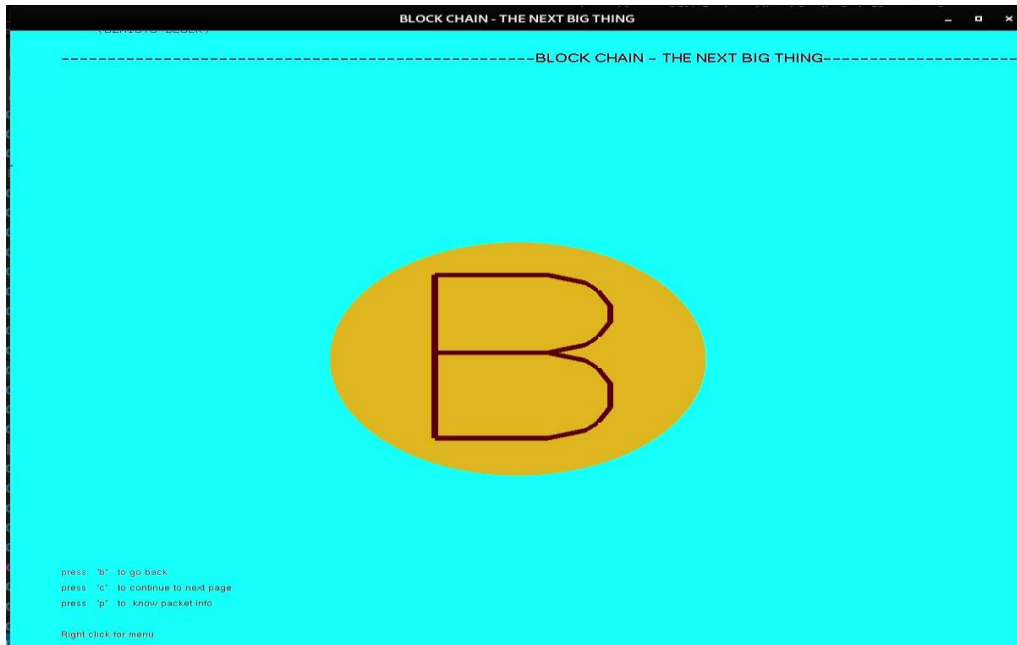 BLOCK CHAIN - THE NEXT BIG THING
-----------------------------------------------------BLOCK CHAIN - THE NEXT BIG THING----------------------
B
press 'b' to go back
press 'c' to continue to next page
press 'p' to know packet info
Right click for menu